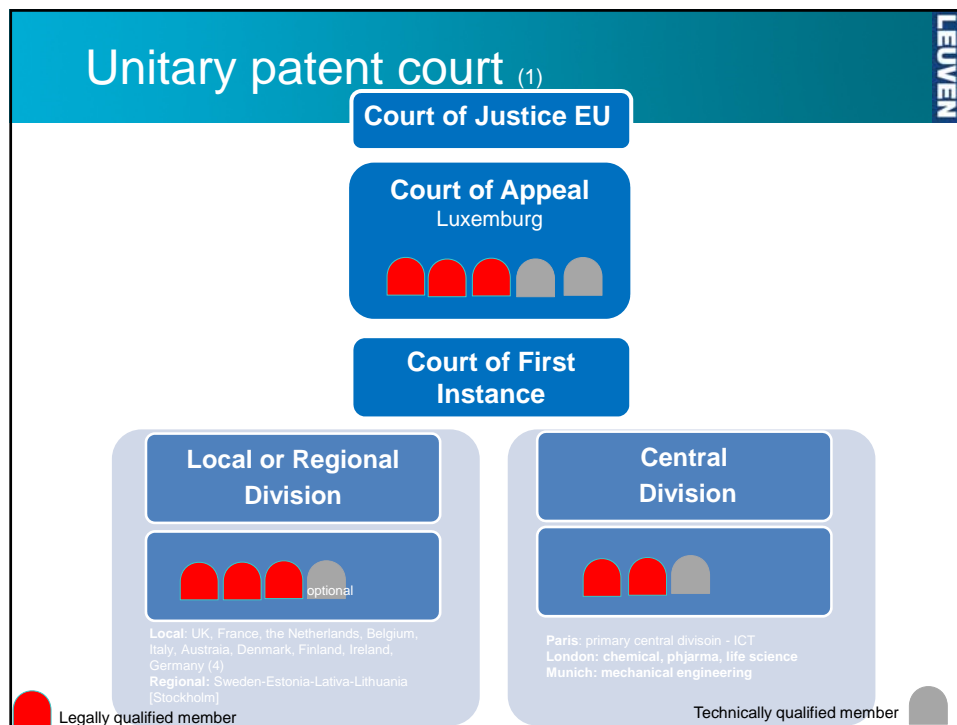 Unitary patent court (1)
LEUVEN
Court of Justice EU
Court of Appeal
Luxemburg
Court of First
Instance
Local or Regional
Division
optional
Local: UK, France, the Netherlands, Belgium,
Italy, Austraia, Denmark, Finland, Ireland,
Germany (4)
Regional: Sweden-Estonia-Lativa-Lithuania
[Stockholm]
Central
Division
Paris: primary central divisoin - ICT
London: chemical, phjarma, life science
Munich: mechanical engineering
Legally qualified member
Technically qualified member